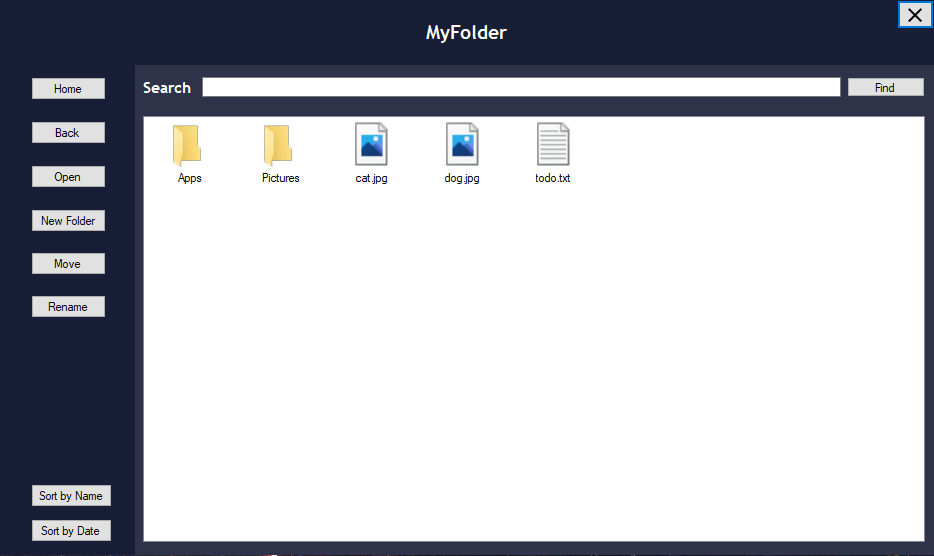 MyFolder
Home
Back
Open
New Folder
Move
Rename
Sort by Name
Sort by Date
Search
Find
Apps
Pictures
cat.jpg
dog.jpg
todo.txt